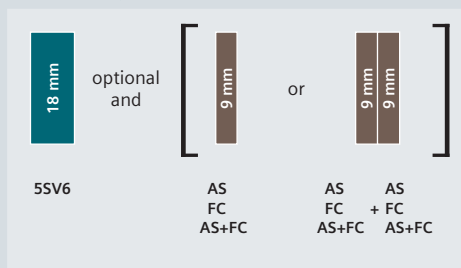 18 mm
optional
and
9 mm
or
9 mm
9 mm
5SV6
AS
FC
AS+FC
AS AS
FC + FC
AS+FC AS+FC